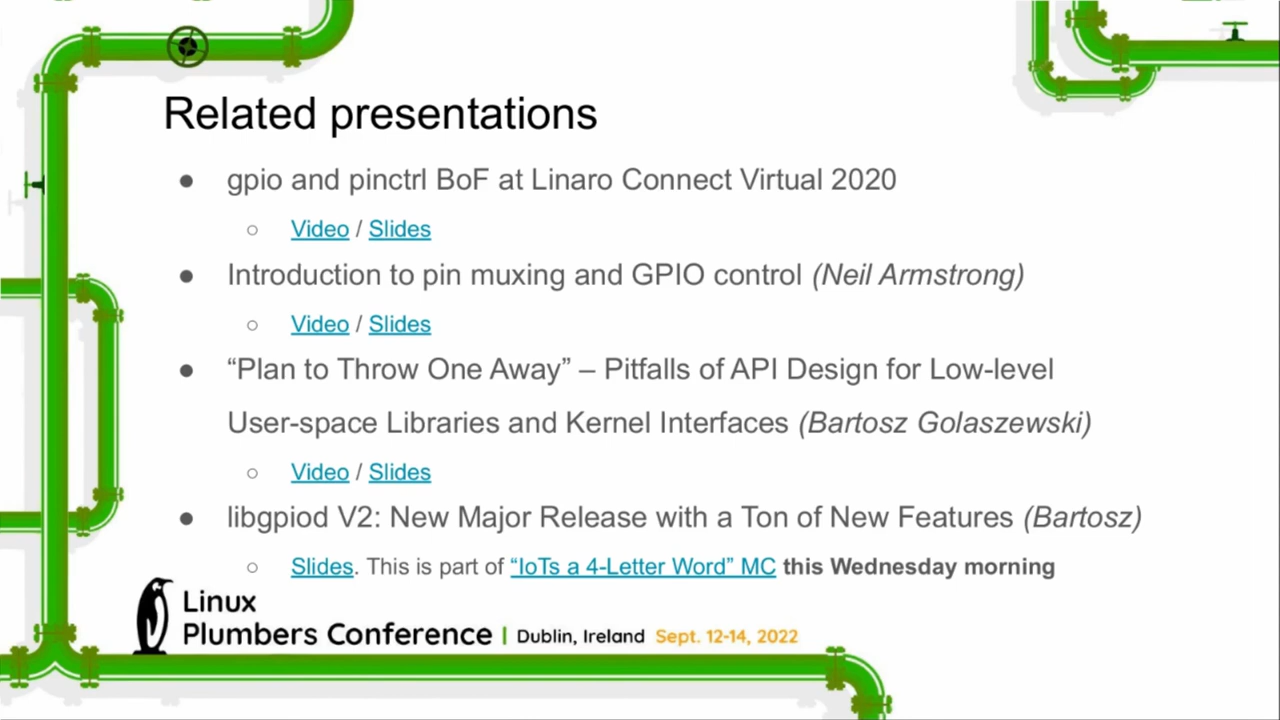 Related presentations
● gpio and pinctrl BoF at Linaro Connect Virtual 2020
○ Video / Slides
● Introduction to pin muxing and GPIO control (Neil Armstrong)
○ Video / Slides
● “Plan to Throw One Away” – Pitfalls of API Design for Low-level
User-space Libraries and Kernel Interfaces (Bartosz Golaszewski)
○ Video / Slides
● libgpiod V2: New Major Release with a Ton of New Features (Bartosz)
○ Slides. This is part of “IoTs a 4-Letter Word” MC this Wednesday morning
Linux
Plumbers Conference | Dublin, Ireland Sept. 12-14, 2022